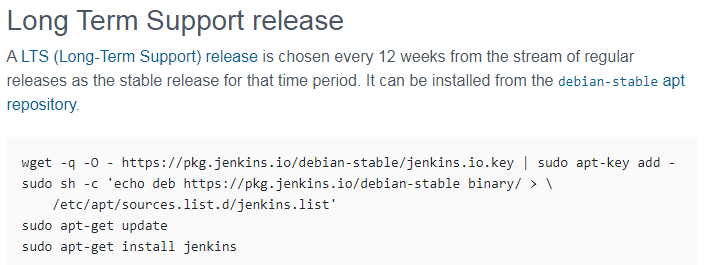 Long Term Support release
A LTS (Long-Term Support) release is chosen every 12 weeks from the stream of regular
releases as the stable release for that time period. It can be installed from the debian-stable apt
repository.
wget -q -O - https://pkg.jenkins.io/debian-stable/jenkins.io.key | sudo apt-key add -
sudo sh -c 'echo deb https://pkg.jenkins.io/debian-stable binary/ > \
    /etc/apt/sources.list.d/jenkins.list'
sudo apt-get update
sudo apt-get install jenkins